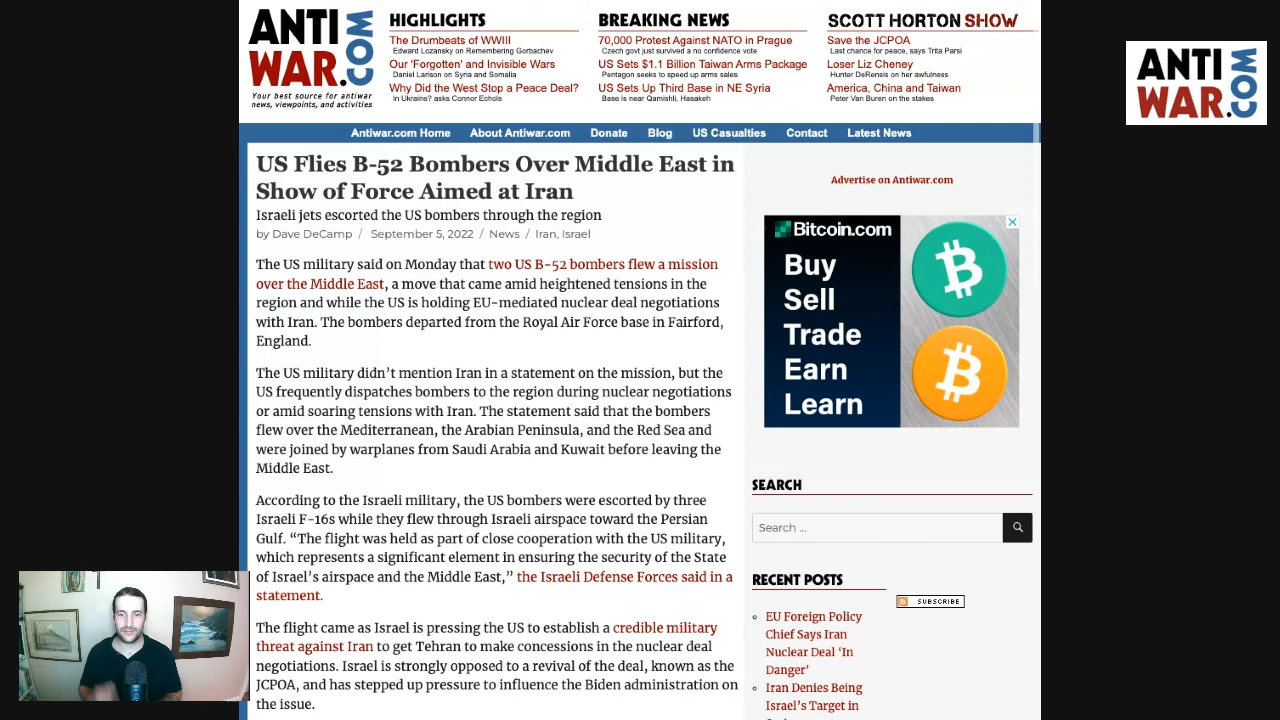 ANTI
WAR.COM
Your best source for antiwar
news, viewpoints, and activities
HIGHLIGHTS
The Drumbeats of WWIII
Edward Lozansky on Remembering Gorbachev
Our 'Forgotten' and Invisible Wars
Daniel Larison on Syria and Somalia
Why Did the West Stop a Peace Deal?
In Ukraine? asks Connor Echols
BREAKING NEWS
70,000 Protest Against NATO in Prague
Czech govt just survived a no confidence vote
US Sets $1.1 Billion Taiwan Arms Package
Pentagon seeks to speed up arms sales
US Sets Up Third Base in NE Syria
Base is near Qamishli, Hasakeh
SCOTT HORTON SHOW
Save the JCPOA
Last chance for peace, says Trita Parsi
Loser Liz Cheney
Hunter DeRensis on her awfulness
America, China and Taiwan
Peter Van Buren on the stakes
ANTI
WAR.COM
Antiwar.com Home About Antiwar.com Donate Blog US Casualties Contact Latest News
US Flies B-52 Bombers Over Middle East in
Show of Force Aimed at Iran
Israeli jets escorted the US bombers through the region
by Dave DeCamp / September 5, 2022 / News / Iran, Israel
The US military said on Monday that two US B-52 bombers flew a mission
over the Middle East, a move that came amid heightened tensions in the
region and while the US is holding EU-mediated nuclear deal negotiations
with Iran. The bombers departed from the Royal Air Force base in Fairford,
England.
The US military didn't mention Iran in a statement on the mission, but the
US frequently dispatches bombers to the region during nuclear negotiations
or amid soaring tensions with Iran. The statement said that the bombers
flew over the Mediterranean, the Arabian Peninsula, and the Red Sea and
were joined by warplanes from Saudi Arabia and Kuwait before leaving the
Middle East.
According to the Israeli military, the US bombers were escorted by three
Israeli F-16s while they flew through Israeli airspace toward the Persian
Gulf. “The flight was held as part of close cooperation with the US military,
which represents a significant element in ensuring the security of the State
of Israel's airspace and the Middle East,” the Israeli Defense Forces said in a
statement.
The flight came as Israel is pressing the US to establish a credible military
threat against Iran to get Tehran to make concessions in the nuclear deal
negotiations. Israel is strongly opposed to a revival of the deal, known as the
JCPOA, and has stepped up pressure to influence the Biden administration on
the issue.
Advertise on Antiwar.com
Bitcoin.com
Buy
Sell
Trade
Earn
Learn
SEARCH
Search ...
RECENT POSTS
SUBSCRIBE
EU Foreign Policy
Chief Says Iran
Nuclear Deal ‘In
Danger’
Iran Denies Being
Israel's Target in